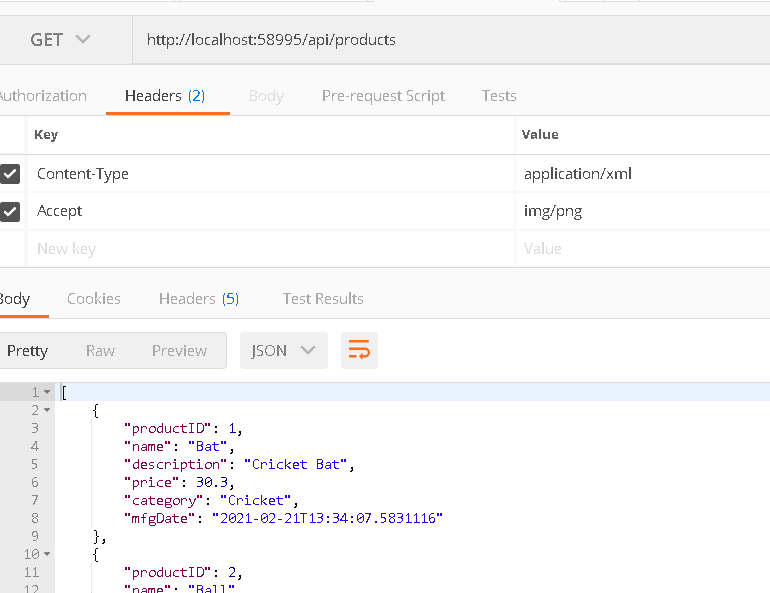 GET http://localhost:58995/api/products
Authorization Headers (2) Body Pre-request Script Tests
Key Value
Content-Type application/xml
Accept img/png
New key Value
Body Cookies Headers (5) Test Results
Pretty Raw Preview JSON
1 [
2 {
3 "productID": 1,
4 "name": "Bat",
5 "description": "Cricket Bat",
6 "price": 30.3,
7 "category": "Cricket",
8 "mfgDate": "2021-02-21T13:34:07.5831116"
9 },
10 {
11 "productID": 2,
12 "name": "Ball"